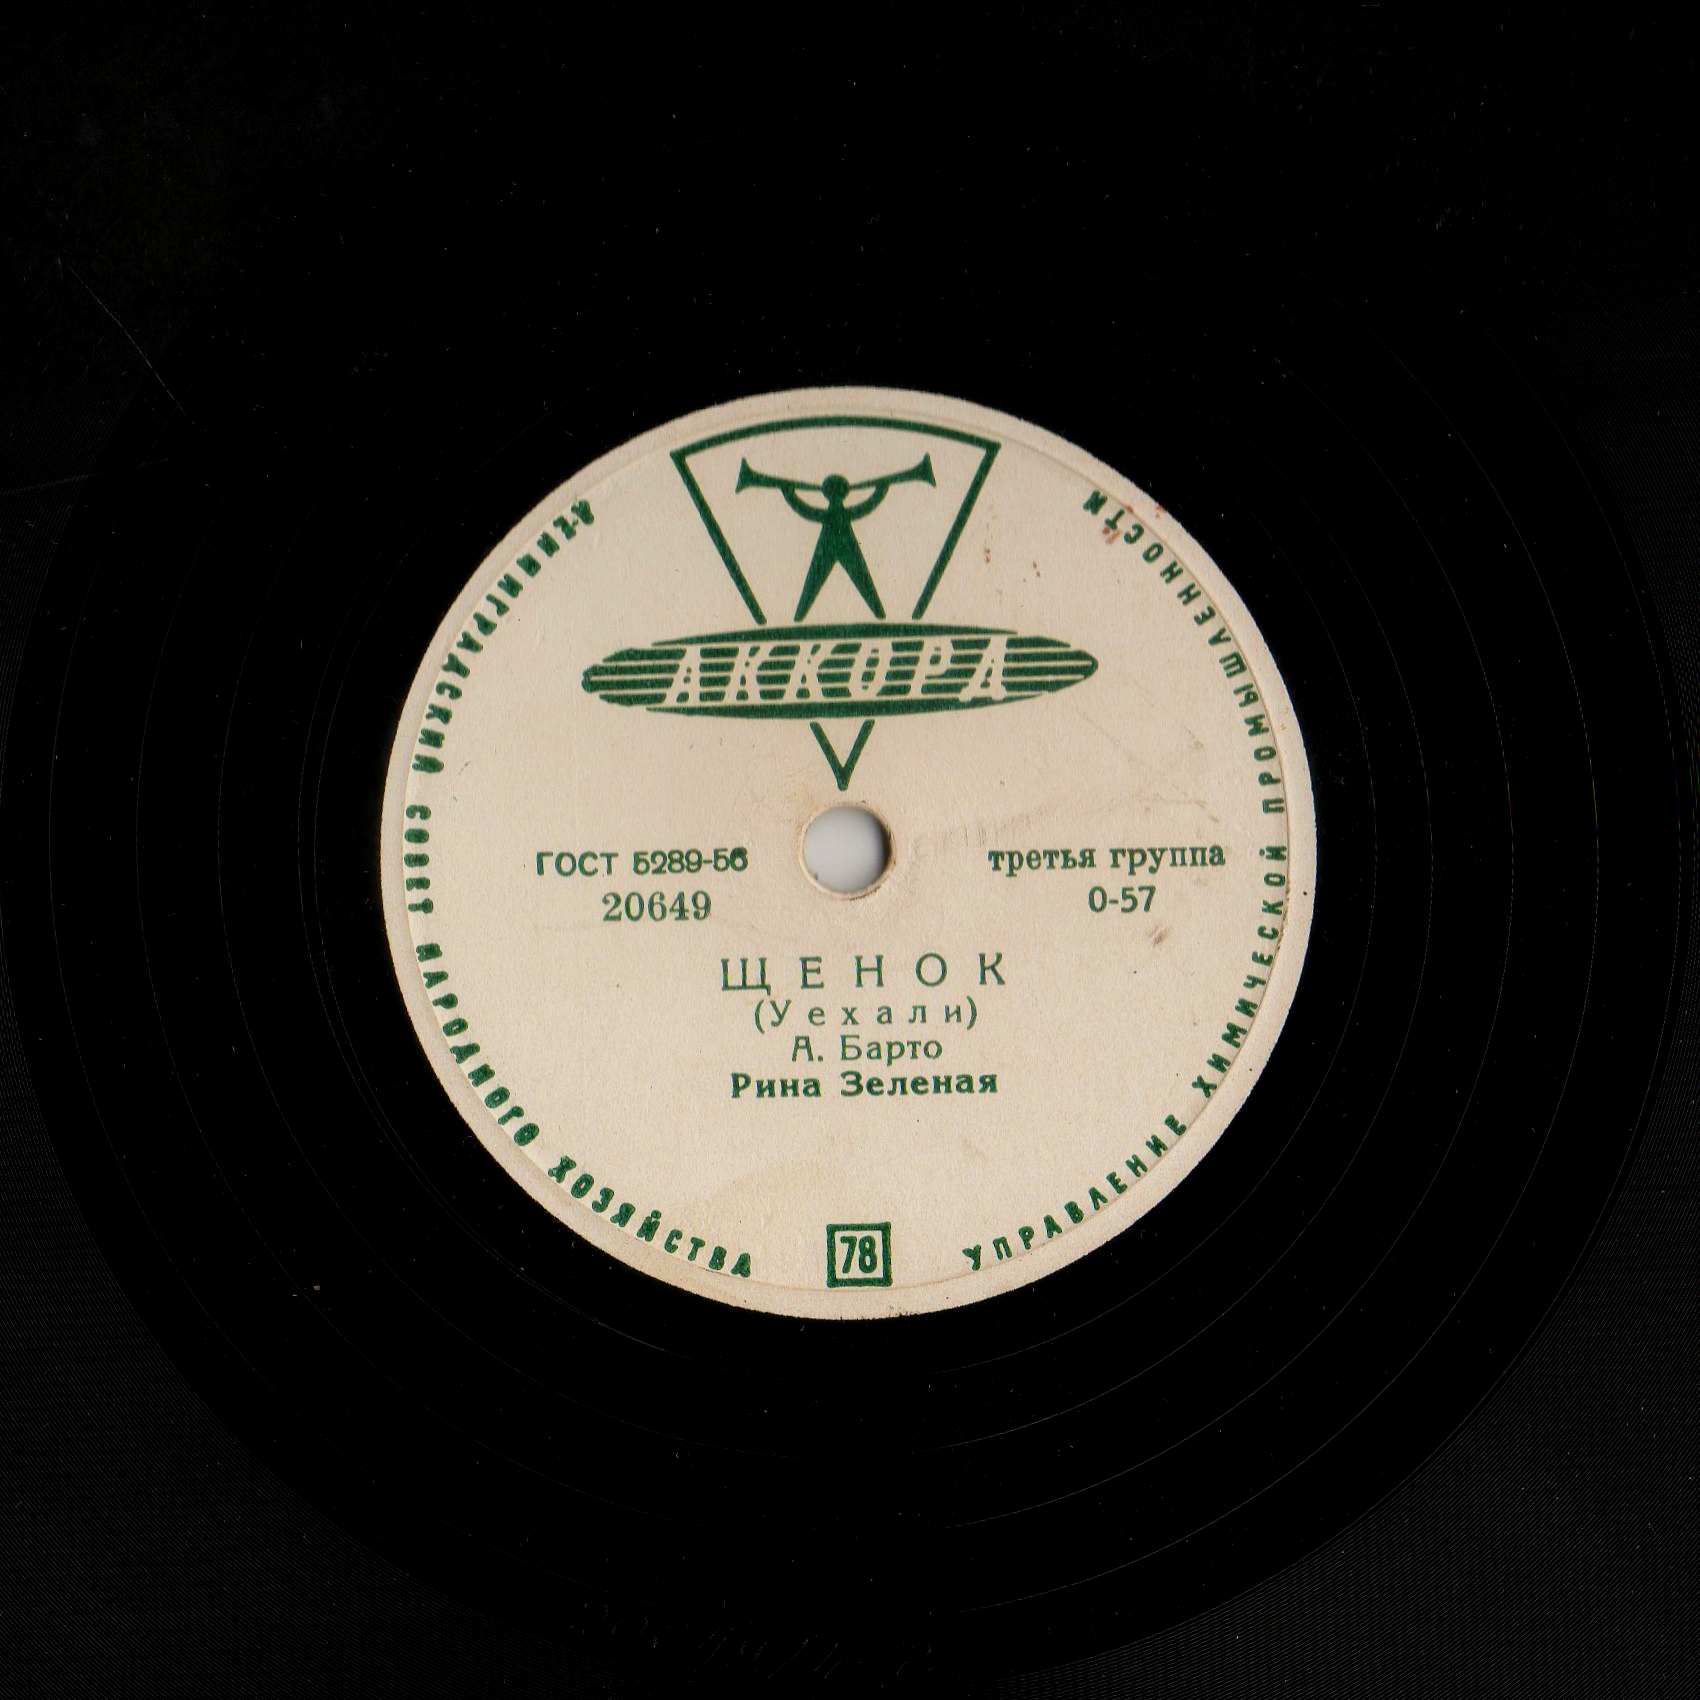 АККОРД
ЛЕНИНГРАДСКИЙ СОВЕТ НАРОДНОГО ХОЗЯЙСТВА
УПРАВЛЕНИЕ ХИМИЧЕСКОЙ ПРОМЫШЛЕННОСТИ
ГОСТ 5289-56
20649
третья группа
0-57
ЩЕНОК
(Уехали)
А. Барто
Рина Зеленая
78